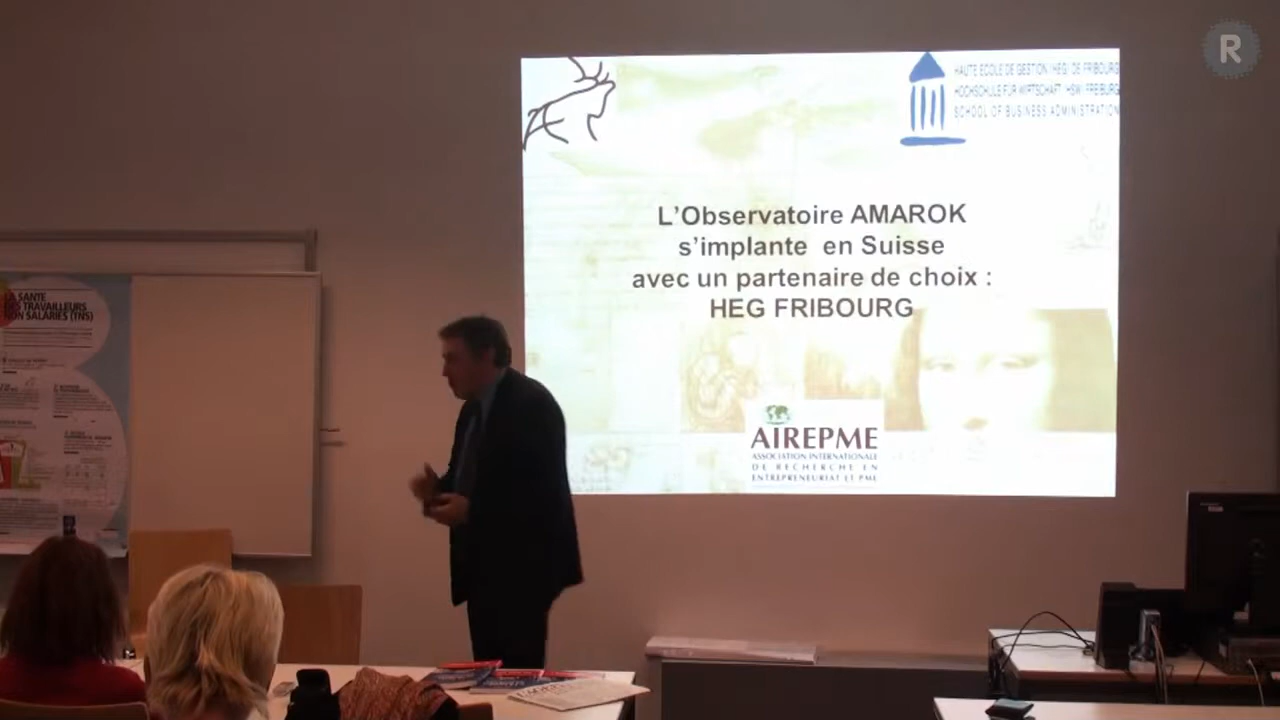 R
HAUTE ECOLE DE GESTION (HEG) DE FRIBOURG
HOCHSCHULE FÜR WIRTSCHAFT HSW FREIBURG
SCHOOL OF BUSINESS ADMINISTRATION
L'Observatoire AMAROK
s'implante en Suisse
avec un partenaire de choix :
HEG FRIBOURG
AIREPME
ASSOCIATION INTERNATIONALE
DE RECHERCHE EN
ENTREPRENEURIAT ET PME
LA SANTE
DES TRAVAILLEURS
NON SALARIES (TNS)